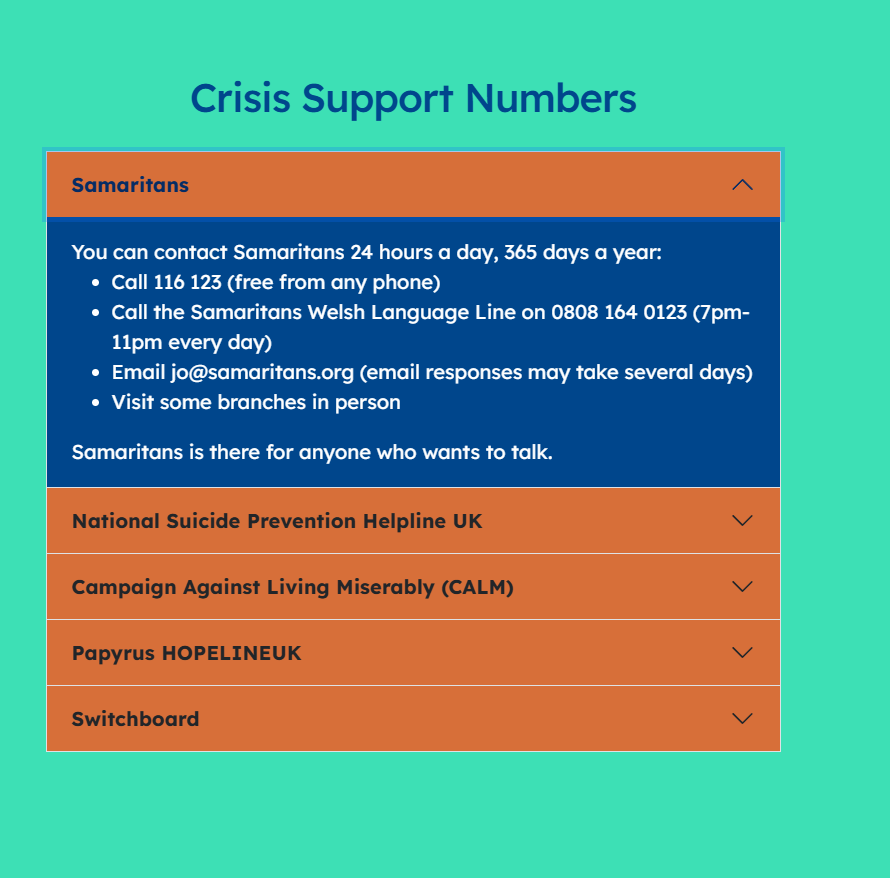 Crisis Support Numbers
Samaritans
You can contact Samaritans 24 hours a day, 365 days a year:
• Call 116 123 (free from any phone)
• Call the Samaritans Welsh Language Line on 0808 164 0123 (7pm-
11pm every day)
• Email jo@samaritans.org (email responses may take several days)
• Visit some branches in person
Samaritans is there for anyone who wants to talk.
National Suicide Prevention Helpline UK
Campaign Against Living Miserably (CALM)
Papyrus HOPELINEUK
Switchboard